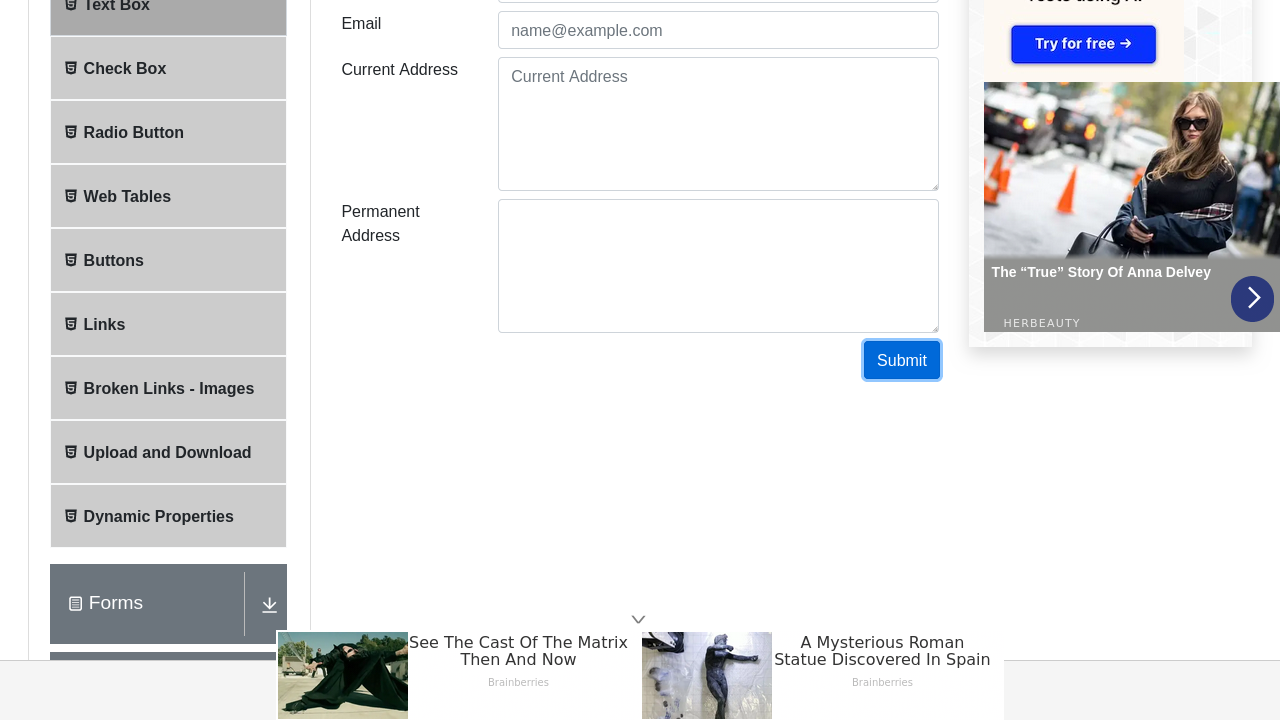 Text Box
Check Box
Radio Button
Web Tables
Buttons
Links
Broken Links - Images
Upload and Download
Dynamic Properties
Forms
Email
name@example.com
Current Address
Current Address
Permanent
Address
Submit
Try for free →
The “True” Story Of Anna Delvey
HERBEAUTY
See The Cast Of The Matrix
Then And Now
Brainberries
A Mysterious Roman
Statue Discovered In Spain
Brainberries